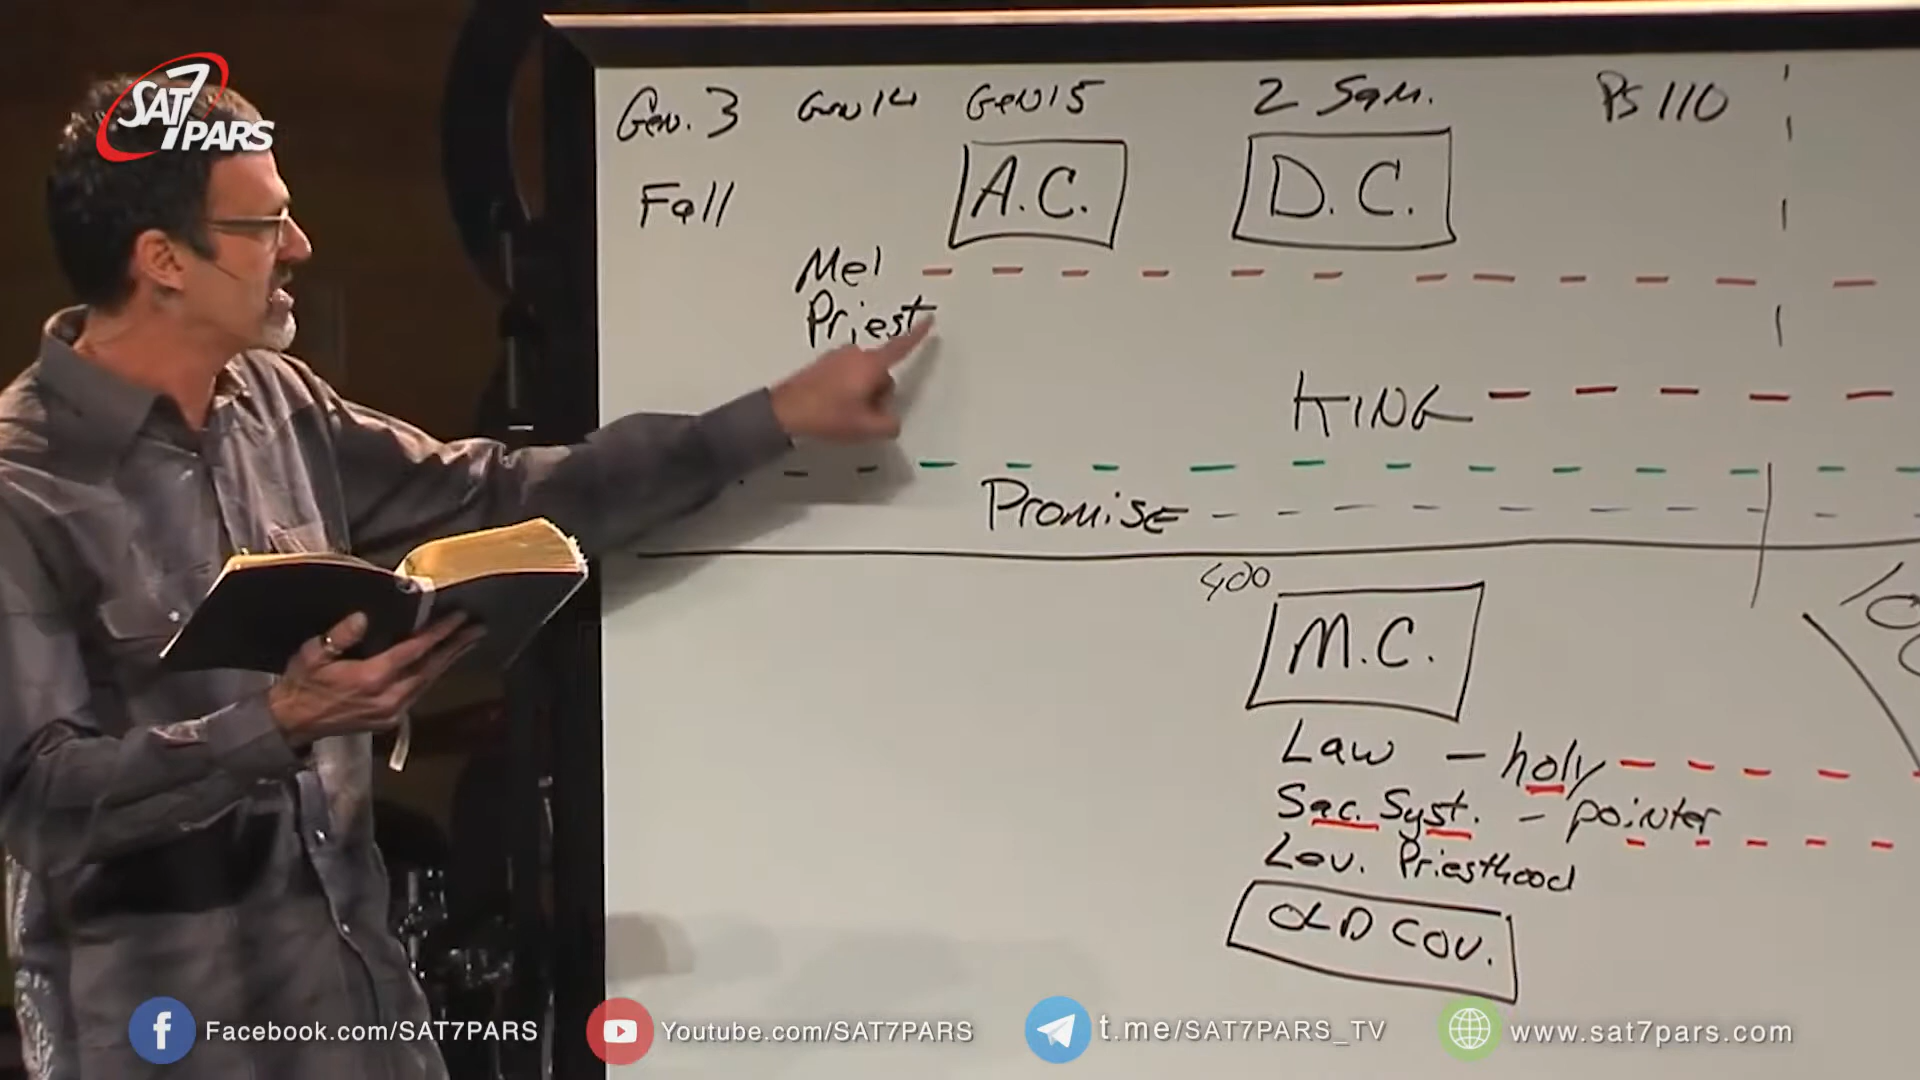 SAT7
PARS
Gen. 3 Gen 14 Gen 15 2 Sam. PS 110
Fall A.C. D.C.
Mel
Priest
KING
Promise
400
M.C.
Law - holy
Sac. Syst. - pointer
Lev. Priesthood
OLD COV.
Facebook.com/SAT7PARS Youtube.com/SAT7PARS t.me/SAT7PARS_TV www.sat7pars.com